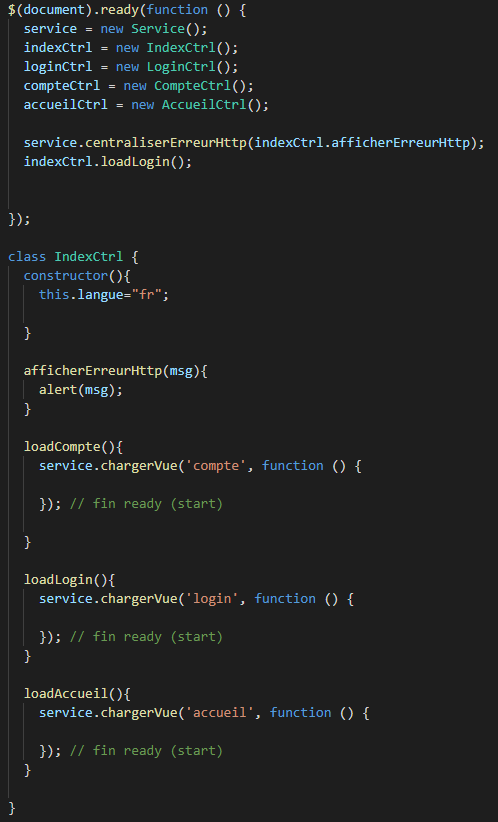 $(document).ready(function () {
service = new Service();
indexCtrl = new IndexCtrl();
loginCtrl = new LoginCtrl();
compteCtrl = new CompteCtrl();
accueilCtrl = new AccueilCtrl();
service.centraliserErreurHttp(indexCtrl.afficherErreurHttp);
indexCtrl.loadLogin();
});
class IndexCtrl {
constructor(){
this.langue="fr";
}
afficherErreurHttp(msg){
alert(msg);
}
loadCompte(){
service.chargerVue('compte', function () {
}); // fin ready (start)
}
loadLogin(){
service.chargerVue('login', function () {
}); // fin ready (start)
}
loadAccueil(){
service.chargerVue('accueil', function () {
}); // fin ready (start)
}
}